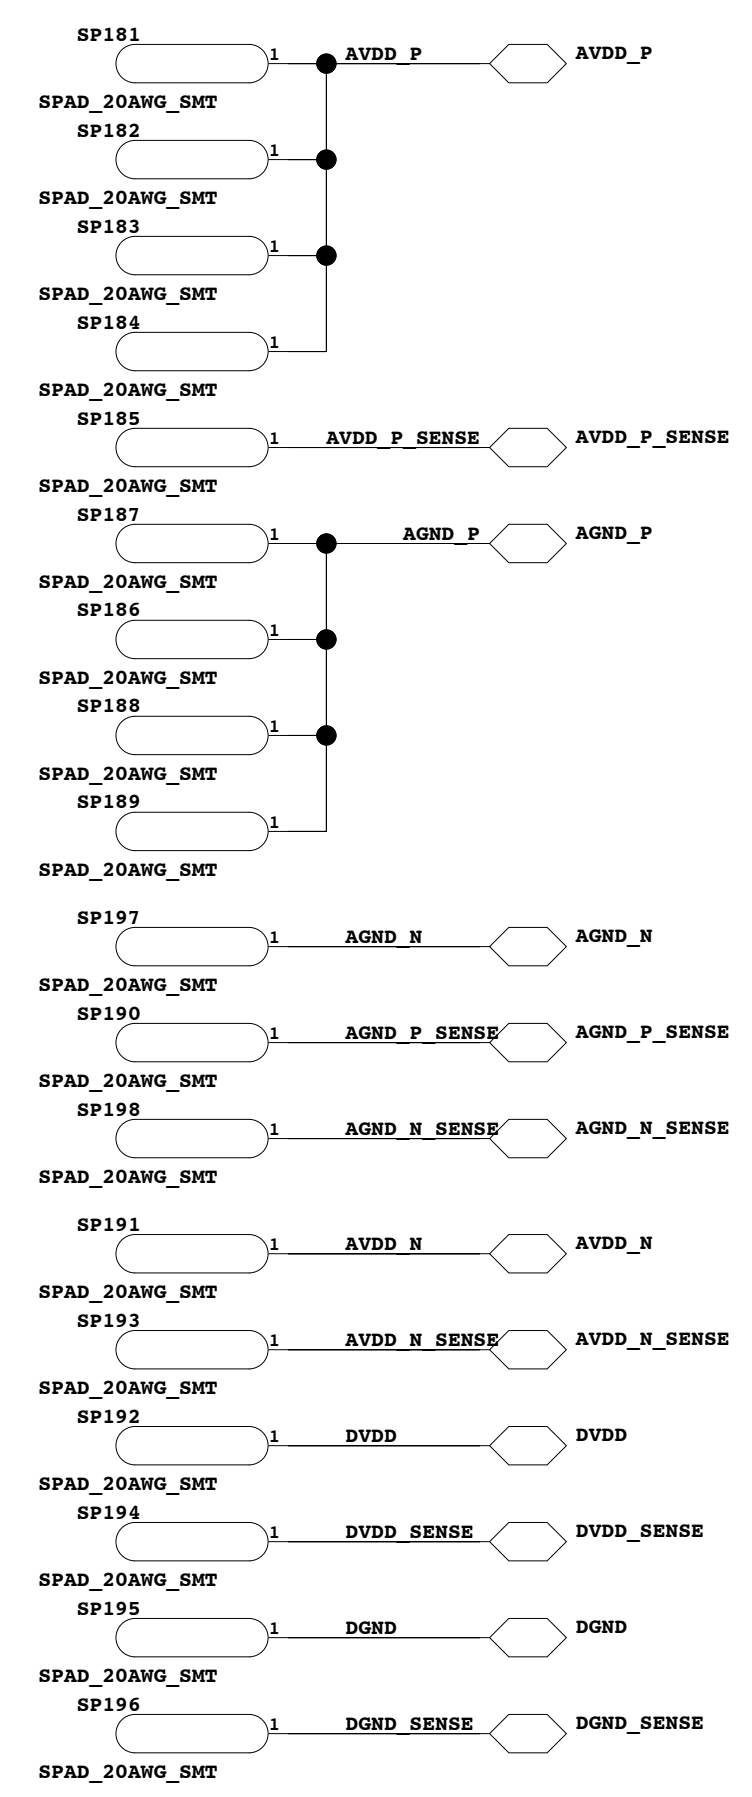 SP181
1 AVDD_P AVDD_P
SPAD_20AWG_SMT
SP182
1
SPAD_20AWG_SMT
SP183
1
SPAD_20AWG_SMT
SP184
1
SPAD_20AWG_SMT
SP185
1 AVDD_P_SENSE AVDD_P_SENSE
SPAD_20AWG_SMT
SP187
1 AGND_P AGND_P
SPAD_20AWG_SMT
SP186
1
SPAD_20AWG_SMT
SP188
1
SPAD_20AWG_SMT
SP189
1
SPAD_20AWG_SMT
SP197
1 AGND_N AGND_N
SPAD_20AWG_SMT
SP190
1 AGND_P_SENSE AGND_P_SENSE
SPAD_20AWG_SMT
SP198
1 AGND_N_SENSE AGND_N_SENSE
SPAD_20AWG_SMT
SP191
1 AVDD_N AVDD_N
SPAD_20AWG_SMT
SP193
1 AVDD_N_SENSE AVDD_N_SENSE
SPAD_20AWG_SMT
SP192
1 DVDD DVDD
SPAD_20AWG_SMT
SP194
1 DVDD_SENSE DVDD_SENSE
SPAD_20AWG_SMT
SP195
1 DGND DGND
SPAD_20AWG_SMT
SP196
1 DGND_SENSE DGND_SENSE
SPAD_20AWG_SMT